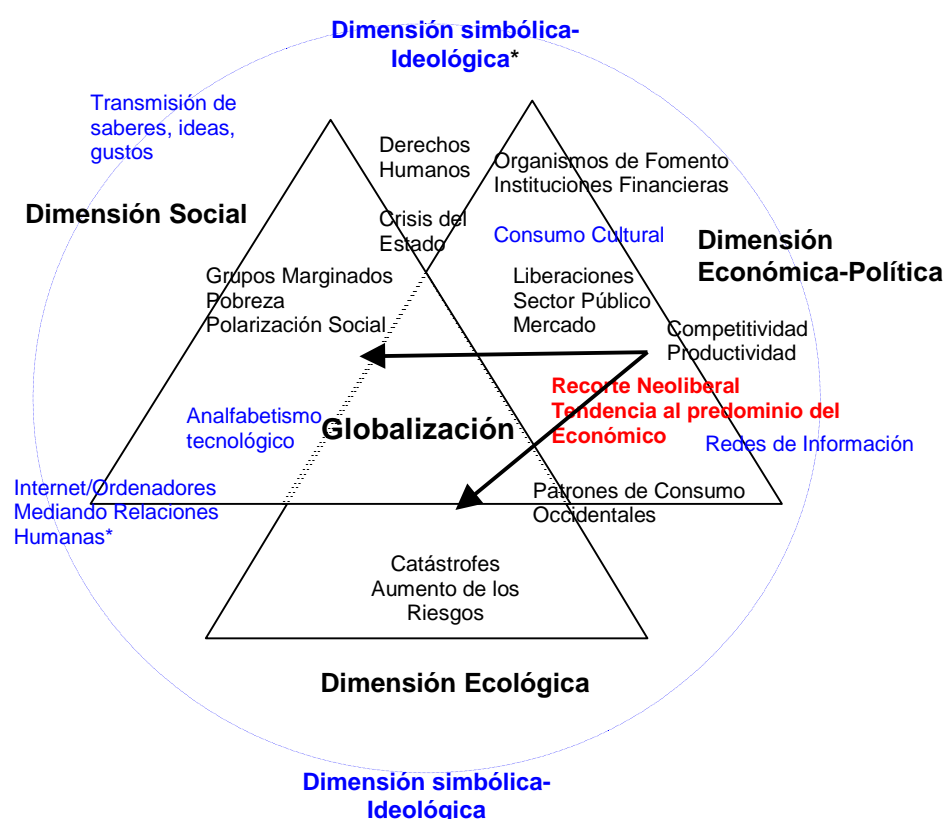 Dimensión simbólica-
Ideológica*
Transmisión de
saberes, ideas,
gustos
Derechos
Humanos
Organismos de Fomento
Instituciones Financieras
Dimensión Social
Crisis del
Estado
Consumo Cultural
Dimensión
Económica-Política
Grupos Marginados
Pobreza
Polarización Social
Liberaciones
Sector Público
Mercado
Competitividad
Productividad
Recorte Neoliberal
Tendencia al predominio del
Económico
Analfabetismo
tecnológico
Globalización
Redes de Información
Internet/Ordenadores
Mediando Relaciones
Humanas*
Patrones de Consumo
Occidentales
Catástrofes
Aumento de los
Riesgos
Dimensión Ecológica
Dimensión simbólica-
Ideológica